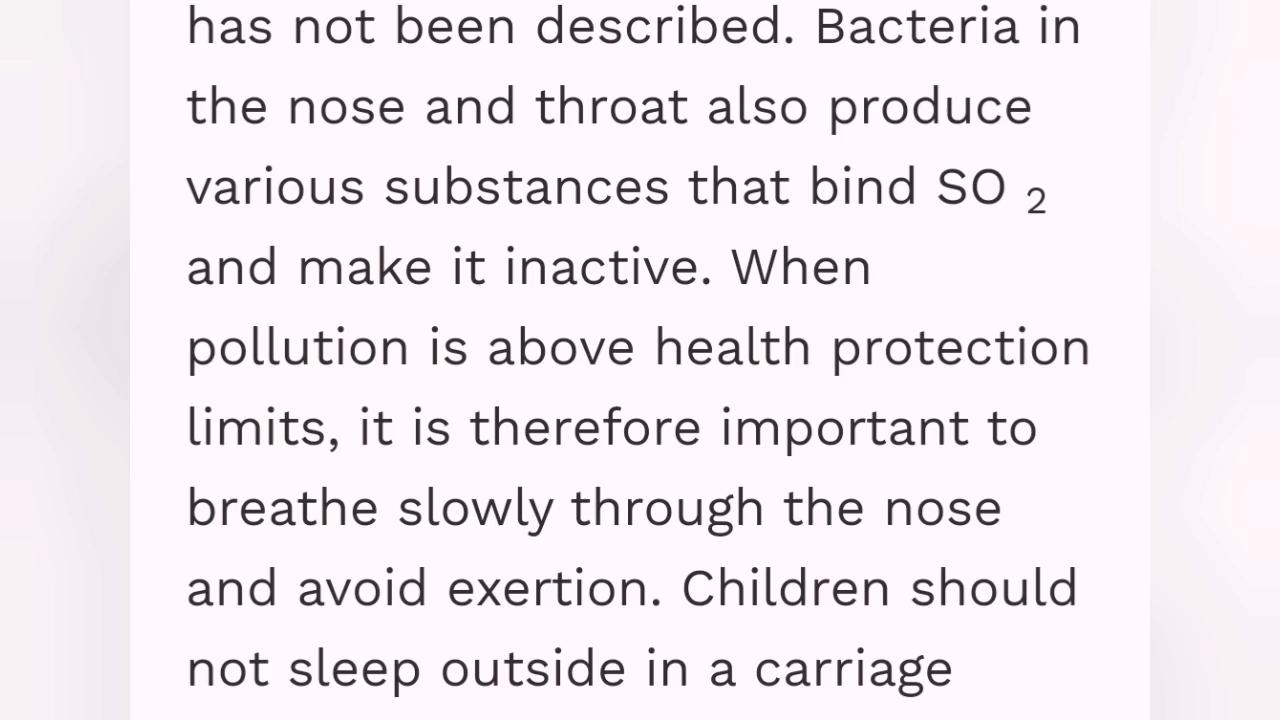 has not been described. Bacteria in
the nose and throat also produce
various substances that bind SO 2
and make it inactive. When
pollution is above health protection
limits, it is therefore important to
breathe slowly through the nose
and avoid exertion. Children should
not sleep outside in a carriage